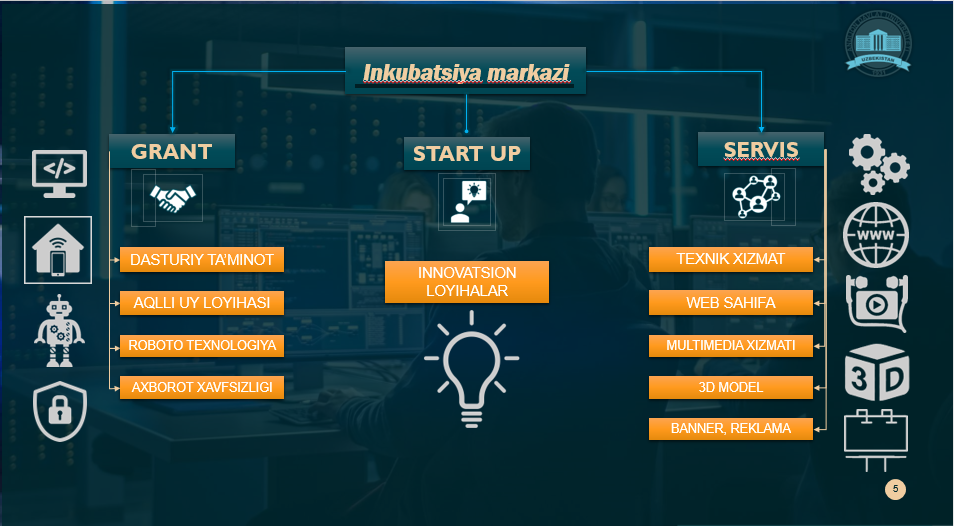 Inkubatsiya markazi
GRANT
START UP
SERVIS
</>
DASTURIY TA'MINOT
AQLLI UY LOYIHASI
ROBOTO TEXNOLOGIYA
AXBOROT XAVFSIZLIGI
INNOVATSION
LOYIHALAR
TEXNIK XIZMAT
WEB SAHIFA
MULTIMEDIA XIZMATI
3D MODEL
BANNER, REKLAMA
WWW
3D
UZBEKISTAN
5